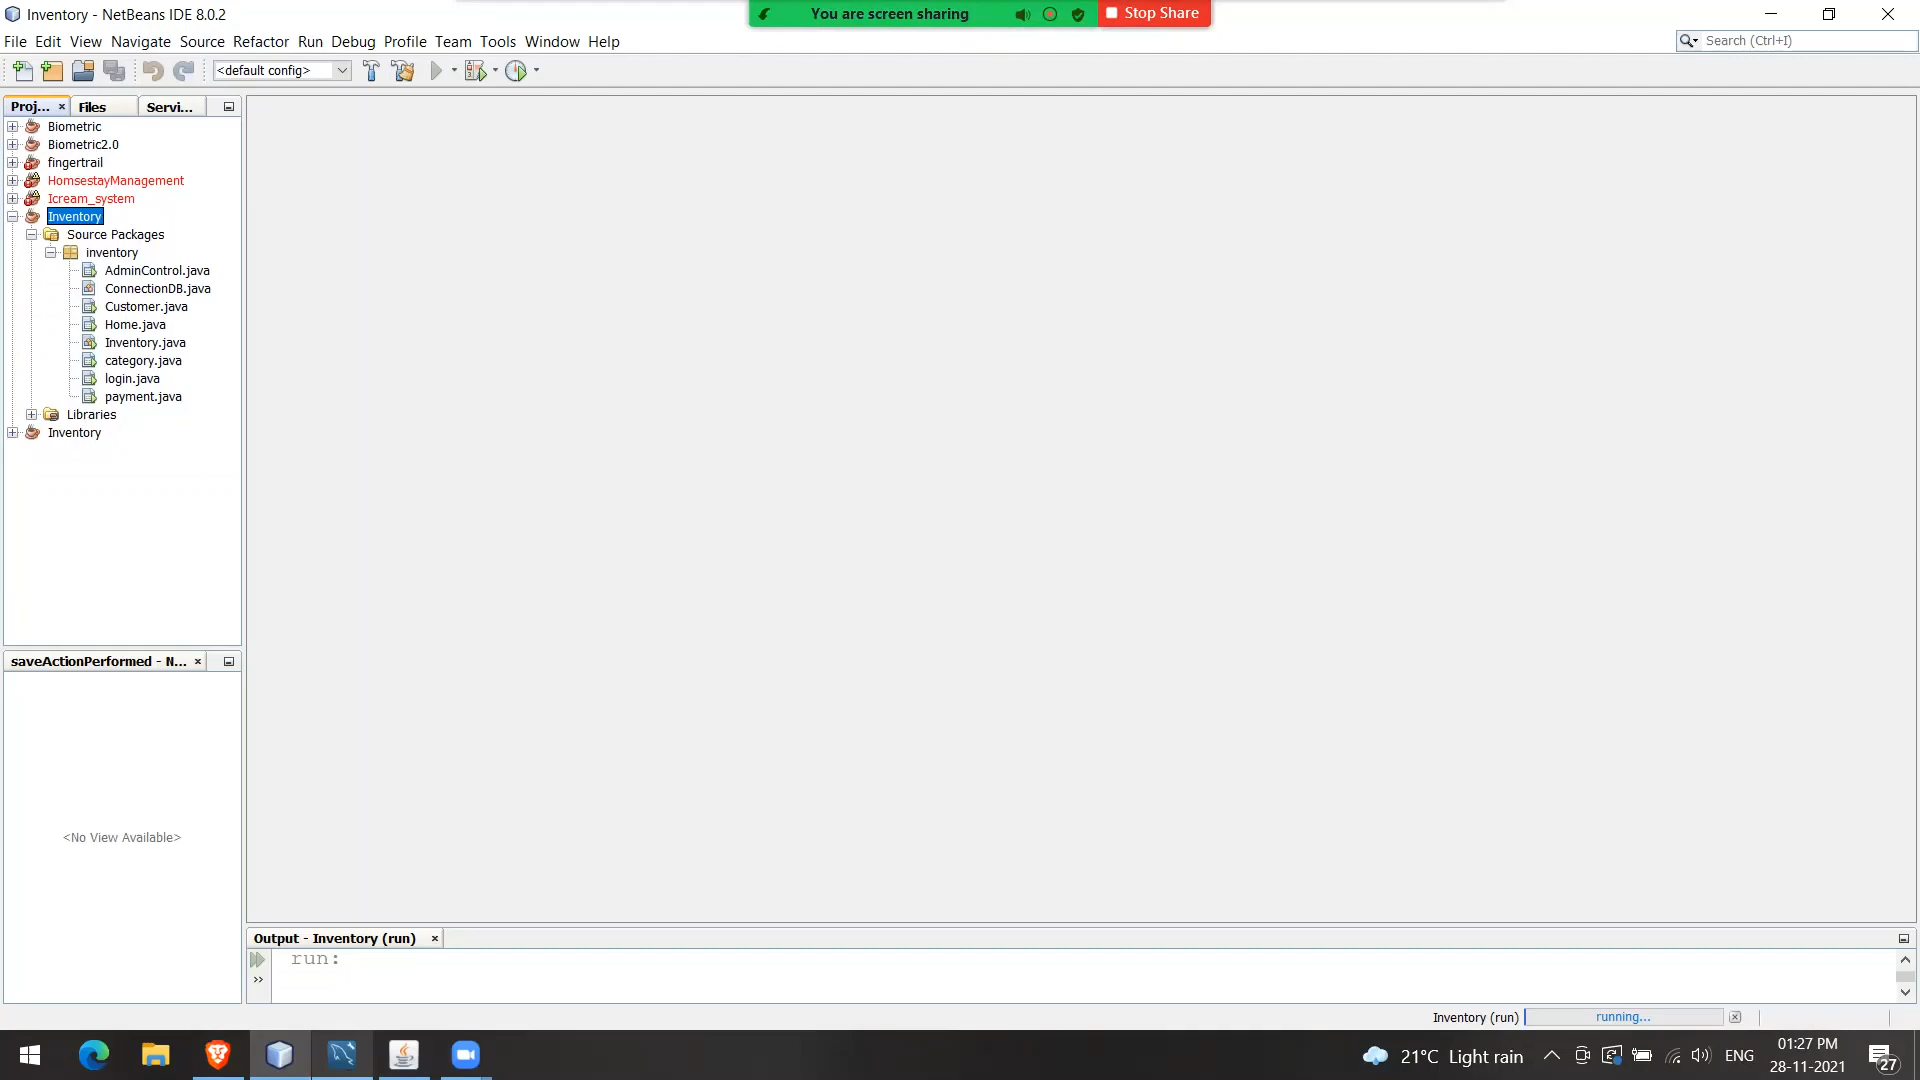 Inventory - NetBeans IDE 8.0.2
You are screen sharing
Stop Share
File Edit View Navigate Source Refactor Run Debug Profile Team Tools Window Help
Search (Ctrl+I)
<default config>
Proj... × Files Servi...
Biometric
Biometric2.0
fingertrail
HomsestayManagement
Icream_system
Inventory
Source Packages
inventory
AdminControl.java
ConnectionDB.java
Customer.java
Home.java
Inventory.java
category.java
login.java
payment.java
Libraries
Inventory
saveActionPerformed - N... ×
<No View Available>
Output - Inventory (run) ×
run:
Inventory (run) running...
21°C Light rain
ENG
01:27 PM
28-11-2021
27